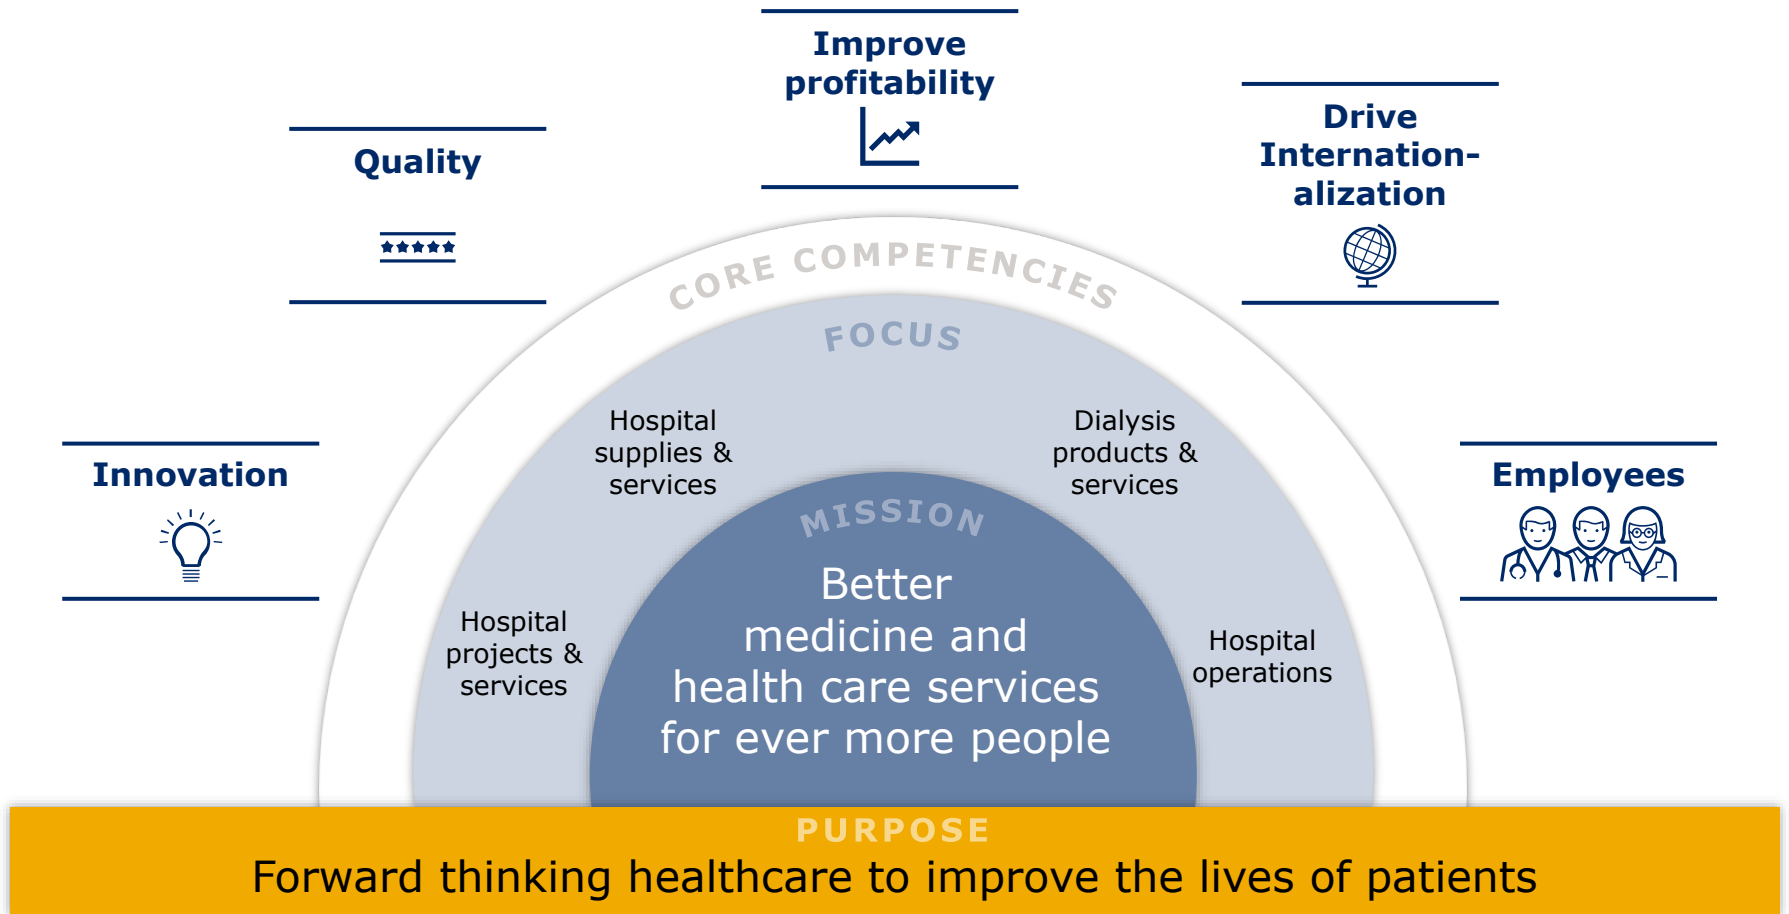 Improve
profitability
Drive
Internation-
alization
Quality
CORE COMPETENCIES
FOCUS
Hospital
supplies &
services
Dialysis
products &
services
Innovation
Employees
MISSION
Better
medicine and
health care services
for ever more people
Hospital
projects &
services
Hospital
operations
PURPOSE
Forward thinking healthcare to improve the lives of patients